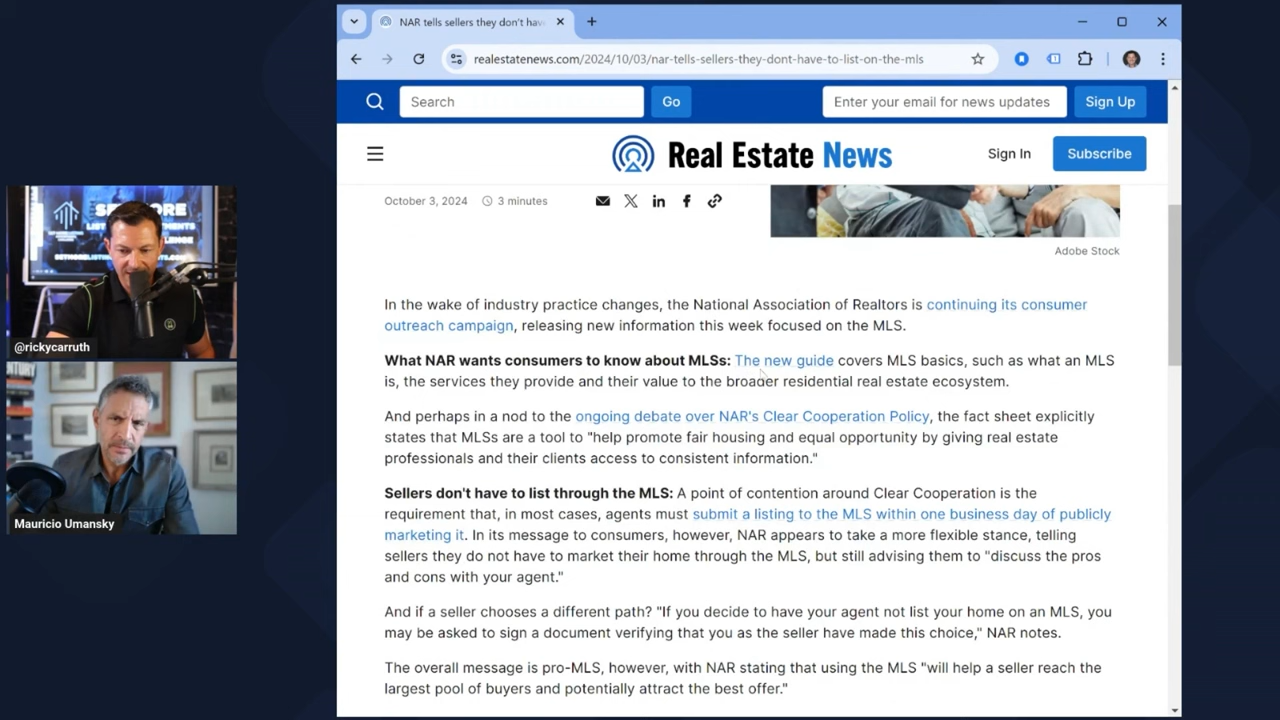 NAR tells sellers they don't hav
realestatenews.com/2024/10/03/nar-tells-sellers-they-dont-have-to-list-on-the-mls
Search
Go
Enter your email for news updates
Sign Up
Real Estate News
Sign In
Subscribe
October 3, 2024
3 minutes
Adobe Stock
In the wake of industry practice changes, the National Association of Realtors is continuing its consumer
outreach campaign, releasing new information this week focused on the MLS.
What NAR wants consumers to know about MLSs: The new guide covers MLS basics, such as what an MLS
is, the services they provide and their value to the broader residential real estate ecosystem.
And perhaps in a nod to the ongoing debate over NAR's Clear Cooperation Policy, the fact sheet explicitly
states that MLSs are a tool to "help promote fair housing and equal opportunity by giving real estate
professionals and their clients access to consistent information."
Sellers don't have to list through the MLS: A point of contention around Clear Cooperation is the
requirement that, in most cases, agents must submit a listing to the MLS within one business day of publicly
marketing it. In its message to consumers, however, NAR appears to take a more flexible stance, telling
sellers they do not have to market their home through the MLS, but still advising them to "discuss the pros
and cons with your agent."
And if a seller chooses a different path? "If you decide to have your agent not list your home on an MLS, you
may be asked to sign a document verifying that you as the seller have made this choice," NAR notes.
The overall message is pro-MLS, however, with NAR stating that using the MLS "will help a seller reach the
largest pool of buyers and potentially attract the best offer."
@rickycarruth
Mauricio Umansky